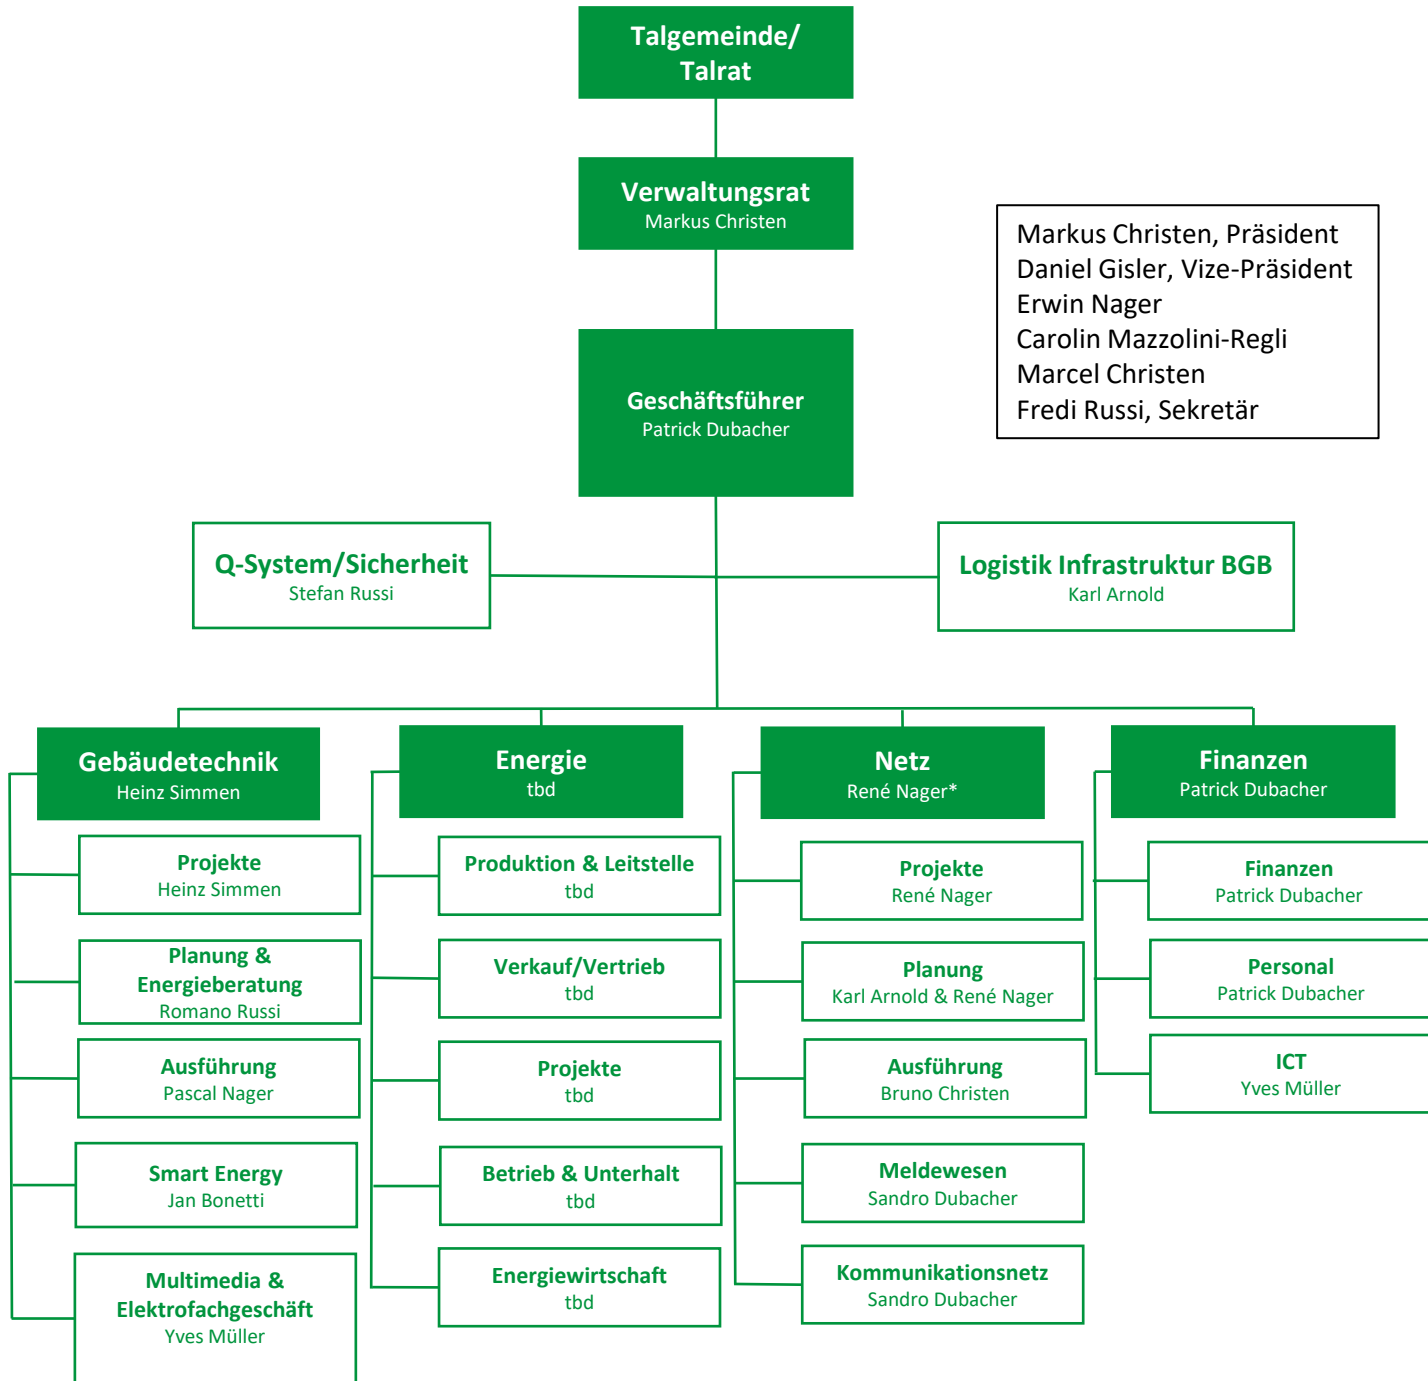 Talgemeinde/
Talrat
Verwaltungsrat
Markus Christen
Markus Christen, Präsident
Daniel Gisler, Vize-Präsident
Erwin Nager
Carolin Mazzolini-Regli
Marcel Christen
Fredi Russi, Sekretär
Geschäftsführer
Patrick Dubacher
Q-System/Sicherheit
Stefan Russi
Logistik Infrastruktur BGB
Karl Arnold
Gebäudetechnik
Heinz Simmen
Projekte
Heinz Simmen
Planung &
Energieberatung
Romano Russi
Ausführung
Pascal Nager
Smart Energy
Jan Bonetti
Multimedia &
Elektrofachgeschäft
Yves Müller
Energie
tbd
Produktion & Leitstelle
tbd
Verkauf/Vertrieb
tbd
Projekte
tbd
Betrieb & Unterhalt
tbd
Energiewirtschaft
tbd
Netz
René Nager*
Projekte
René Nager
Planung
Karl Arnold & René Nager
Ausführung
Bruno Christen
Meldewesen
Sandro Dubacher
Kommunikationsnetz
Sandro Dubacher
Finanzen
Patrick Dubacher
Finanzen
Patrick Dubacher
Personal
Patrick Dubacher
ICT
Yves Müller